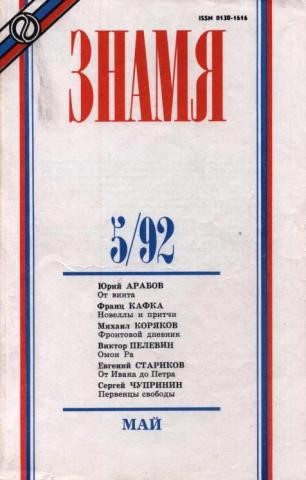 ISSN 0130-1616
ЗНАМЯ
5/92
Юрий АРАБОВ
От винта
Франц КАФКА
Новеллы и притчи
Михаил КОРЯКОВ
Фронтовой дневник
Виктор ПЕЛЕВИН
Омон Ра
Евгений СТАРИКОВ
От Ивана до Петра
Сергей ЧУПРИНИН
Первенцы свободы
МАЙ